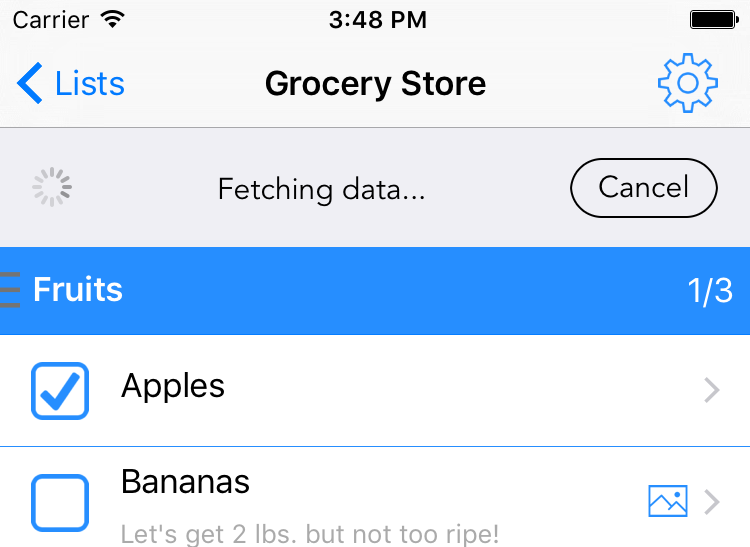 Carrier 3:48 PM
Lists Grocery Store
Fetching data... Cancel
Fruits 1/3
Apples
Bananas
Let's get 2 lbs. but not too ripe!